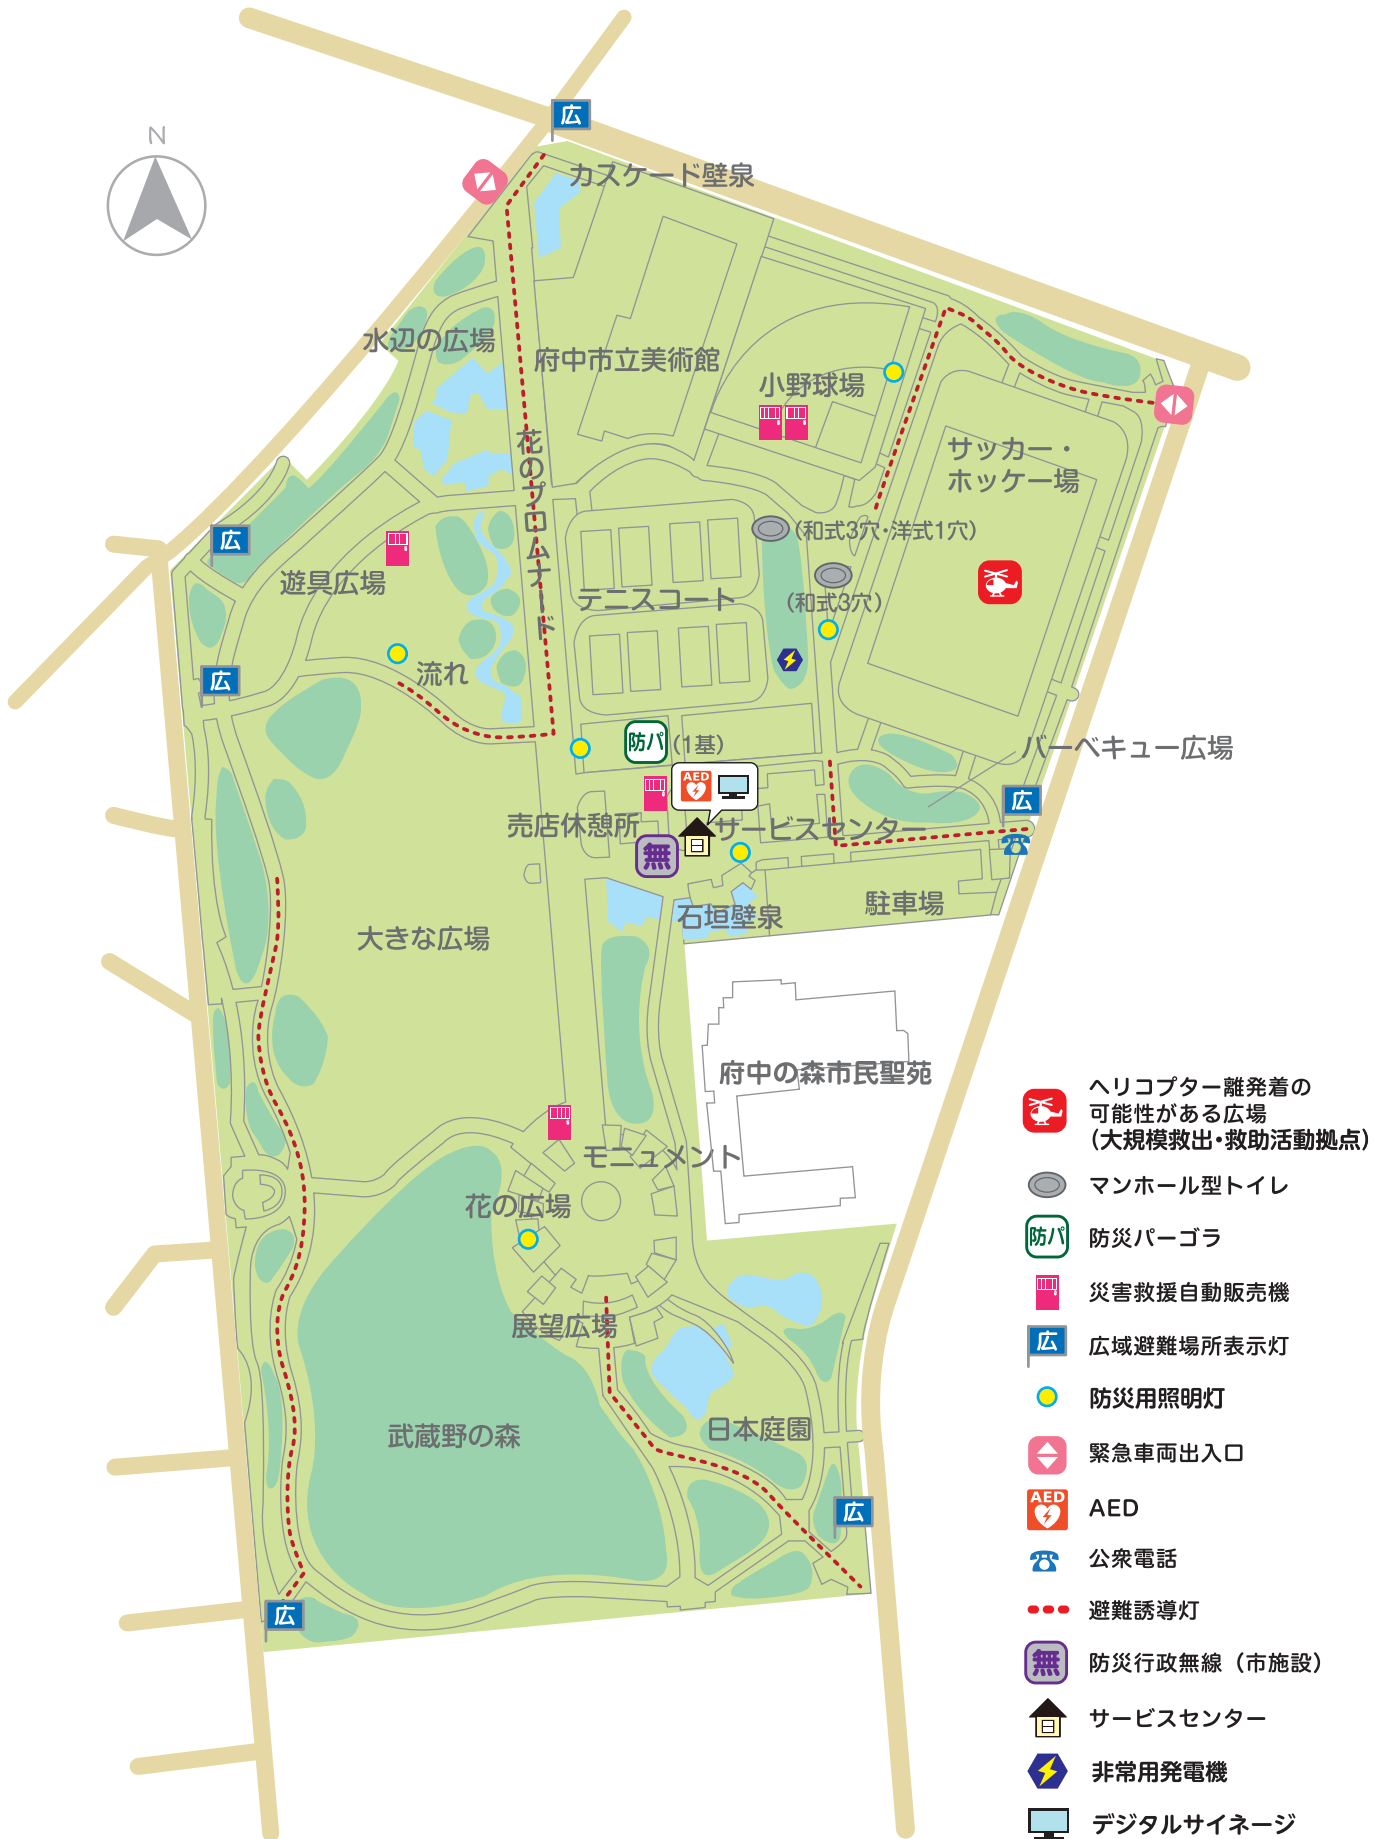 N
広
カスケード壁泉
水辺の広場
府中市立美術館
小野球場
サッカー・
ホッケー場
花のプロムナード
(和式3穴・洋式1穴)
広
遊具広場
テニスコート
(和式3穴)
流れ
広
防パ
(1基)
バーベキュー広場
AED
広
売店休憩所
サービスセンター
無
駐車場
石垣壁泉
大きな広場
府中の森市民聖苑
モニュメント
花の広場
展望広場
武蔵野の森
日本庭園
広
広
ヘリコプター離発着の
可能性がある広場
(大規模救出・救助活動拠点)
マンホール型トイレ
防パ
防災パーゴラ
災害救援自動販売機
広
広域避難場所表示灯
防災用照明灯
緊急車両出入口
AED
AED
公衆電話
避難誘導灯
無
防災行政無線（市施設）
サービスセンター
非常用発電機
デジタルサイネージ